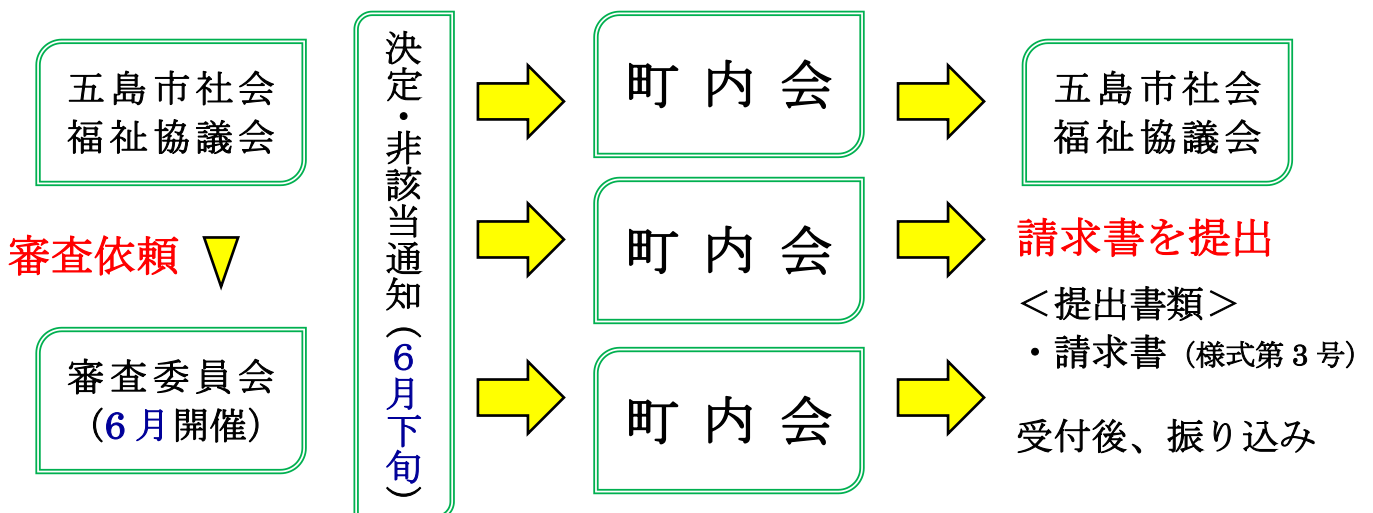 五島市社会
福祉協議会
審査依頼
審査委員会
(6月開催)
決定・非該当通知(6月下旬)
町内会
町内会
町内会
五島市社会
福祉協議会
請求書を提出
<提出書類>
・請求書(様式第3号)
受付後、振り込み